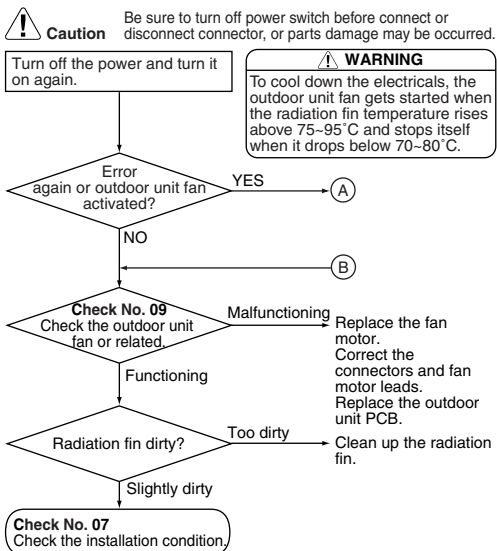 Caution
Be sure to turn off power switch before connect or
disconnect connector, or parts damage may be occurred.
Turn off the power and turn it
on again.
WARNING
To cool down the electricals, the
outdoor unit fan gets started when
the radiation fin temperature rises
above 75~95˚C and stops itself
when it drops below 70~80˚C.
Error
again or outdoor unit fan
activated?
YES
A
NO
B
Check No. 09
Check the outdoor unit
fan or related.
Malfunctioning
Replace the fan
motor.
Correct the
connectors and fan
motor leads.
Replace the outdoor
unit PCB.
Functioning
Radiation fin dirty?
Too dirty
Clean up the radiation
fin.
Slightly dirty
Check No. 07
Check the installation condition.